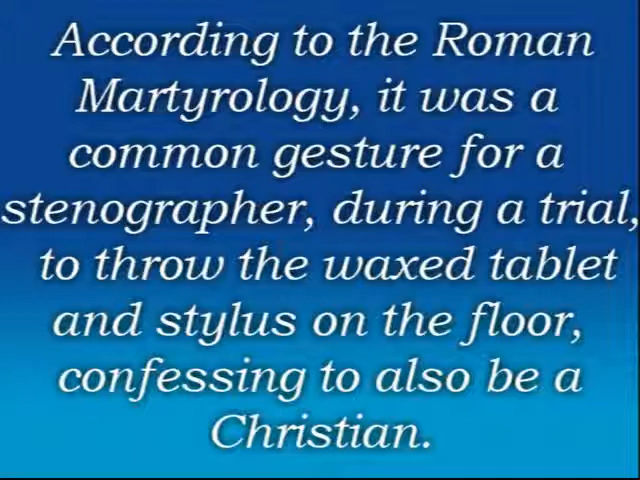 According to the Roman
Martyrology, it was a
common gesture for a
stenographer, during a trial,
to throw the waxed tablet
and stylus on the floor,
confessing to also be a
Christian.